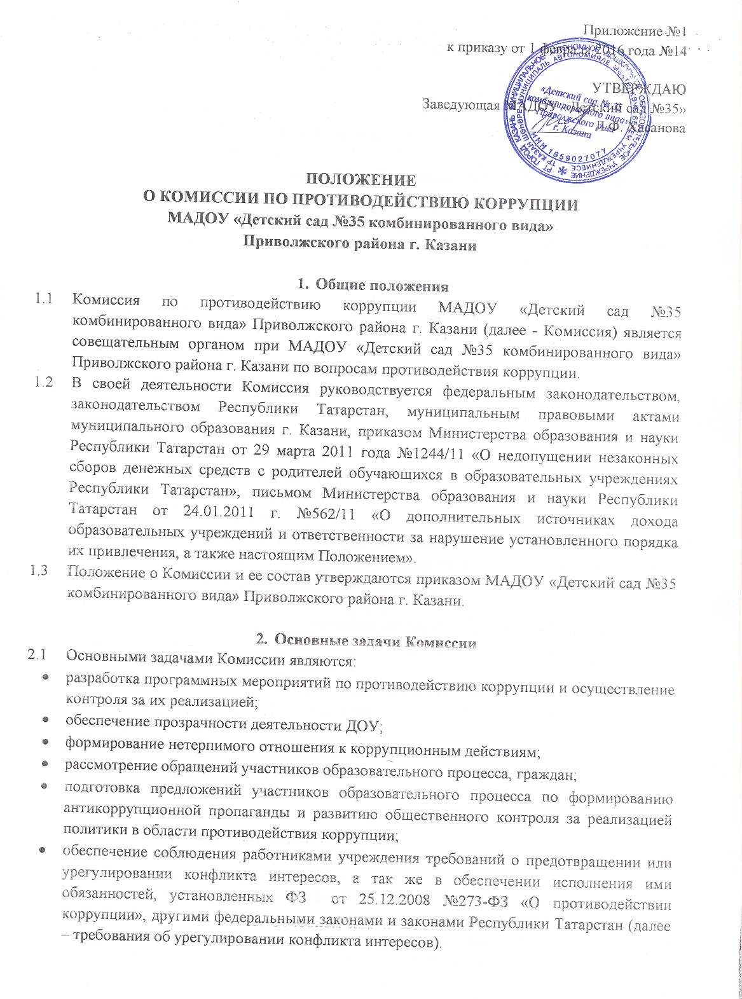 Приложение №1
к приказу от 1 февраля 2016 года №14
УТВЕРЖДАЮ
Заведующая МАДОУ «Детский сад №35»
Л.Ф. Хасанова
РТ ГОРОД КАЗАНЬ МУНИЦИПАЛЬНОЕ АВТОНОМНОЕ ДОШКОЛЬНОЕ ОБРАЗОВАТЕЛЬНОЕ УЧРЕЖДЕНИЕ
«Детский сад № 35
комбинированного вида»
Приволжского р-на
г. Казани
ИНН 1659027077
ПОЛОЖЕНИЕ
О КОМИССИИ ПО ПРОТИВОДЕЙСТВИЮ КОРРУПЦИИ
МАДОУ «Детский сад №35 комбинированного вида»
Приволжского района г. Казани
1. Общие положения
1.1 Комиссия по противодействию коррупции МАДОУ «Детский сад №35
комбинированного вида» Приволжского района г. Казани (далее - Комиссия) является
совещательным органом при МАДОУ «Детский сад №35 комбинированного вида»
Приволжского района г. Казани по вопросам противодействия коррупции.
1.2 В своей деятельности Комиссия руководствуется федеральным законодательством,
законодательством Республики Татарстан, муниципальным правовыми актами
муниципального образования г. Казани, приказом Министерства образования и науки
Республики Татарстан от 29 марта 2011 года №1244/11 «О недопущении незаконных
сборов денежных средств с родителей обучающихся в образовательных учреждениях
Республики Татарстан», письмом Министерства образования и науки Республики
Татарстан от 24.01.2011 г. №562/11 «О дополнительных источниках дохода
образовательных учреждений и ответственности за нарушение установленного порядка
их привлечения, а также настоящим Положением».
1.3 Положение о Комиссии и ее состав утверждаются приказом МАДОУ «Детский сад №35
комбинированного вида» Приволжского района г. Казани.
2. Основные задачи Комиссии
2.1 Основными задачами Комиссии являются:
• разработка программных мероприятий по противодействию коррупции и осуществление
контроля за их реализацией;
• обеспечение прозрачности деятельности ДОУ;
• формирование нетерпимого отношения к коррупционным действиям;
• рассмотрение обращений участников образовательного процесса, граждан;
• подготовка предложений участников образовательного процесса по формированию
антикоррупционной пропаганды и развитию общественного контроля за реализацией
политики в области противодействия коррупции;
• обеспечение соблюдения работниками учреждения требований о предотвращении или
урегулировании конфликта интересов, а так же в обеспечении исполнения ими
обязанностей, установленных ФЗ от 25.12.2008 №273-ФЗ «О противодействии
коррупции», другими федеральными законами и законами Республики Татарстан (далее
– требования об урегулировании конфликта интересов).